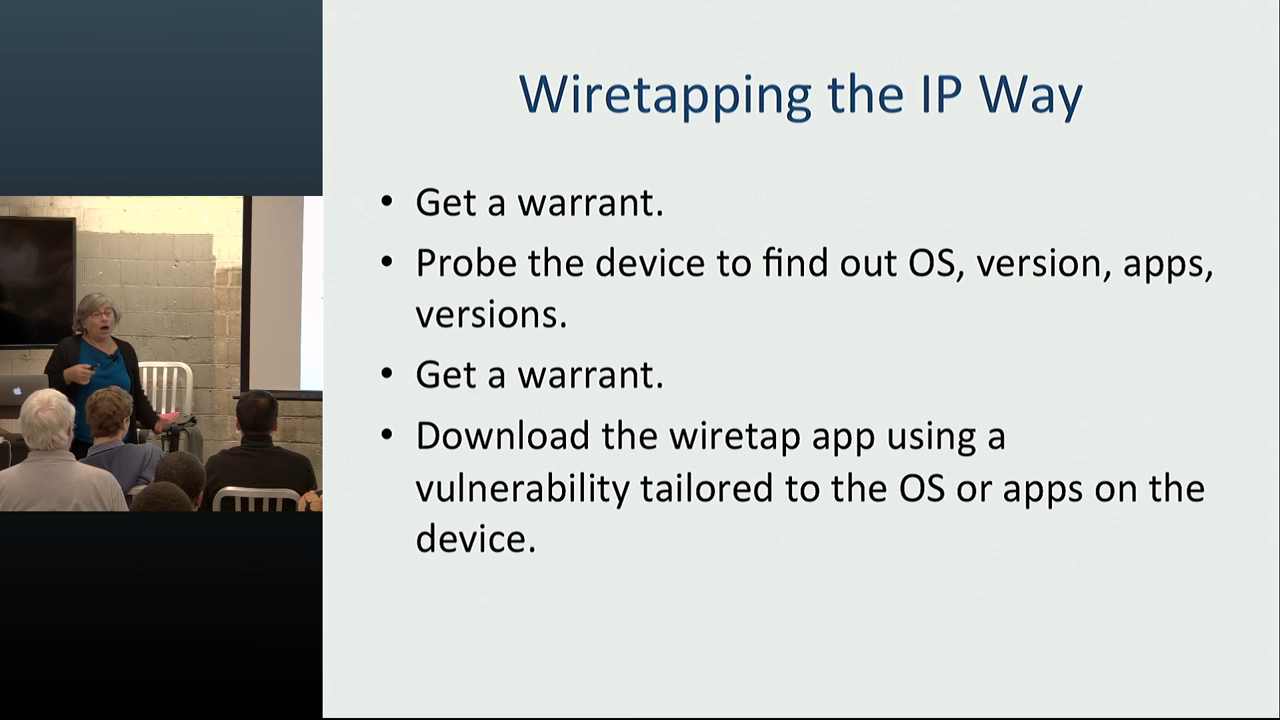 Wiretapping the IP Way
• Get a warrant.
• Probe the device to find out OS, version, apps,
versions.
• Get a warrant.
• Download the wiretap app using a
vulnerability tailored to the OS or apps on the
device.